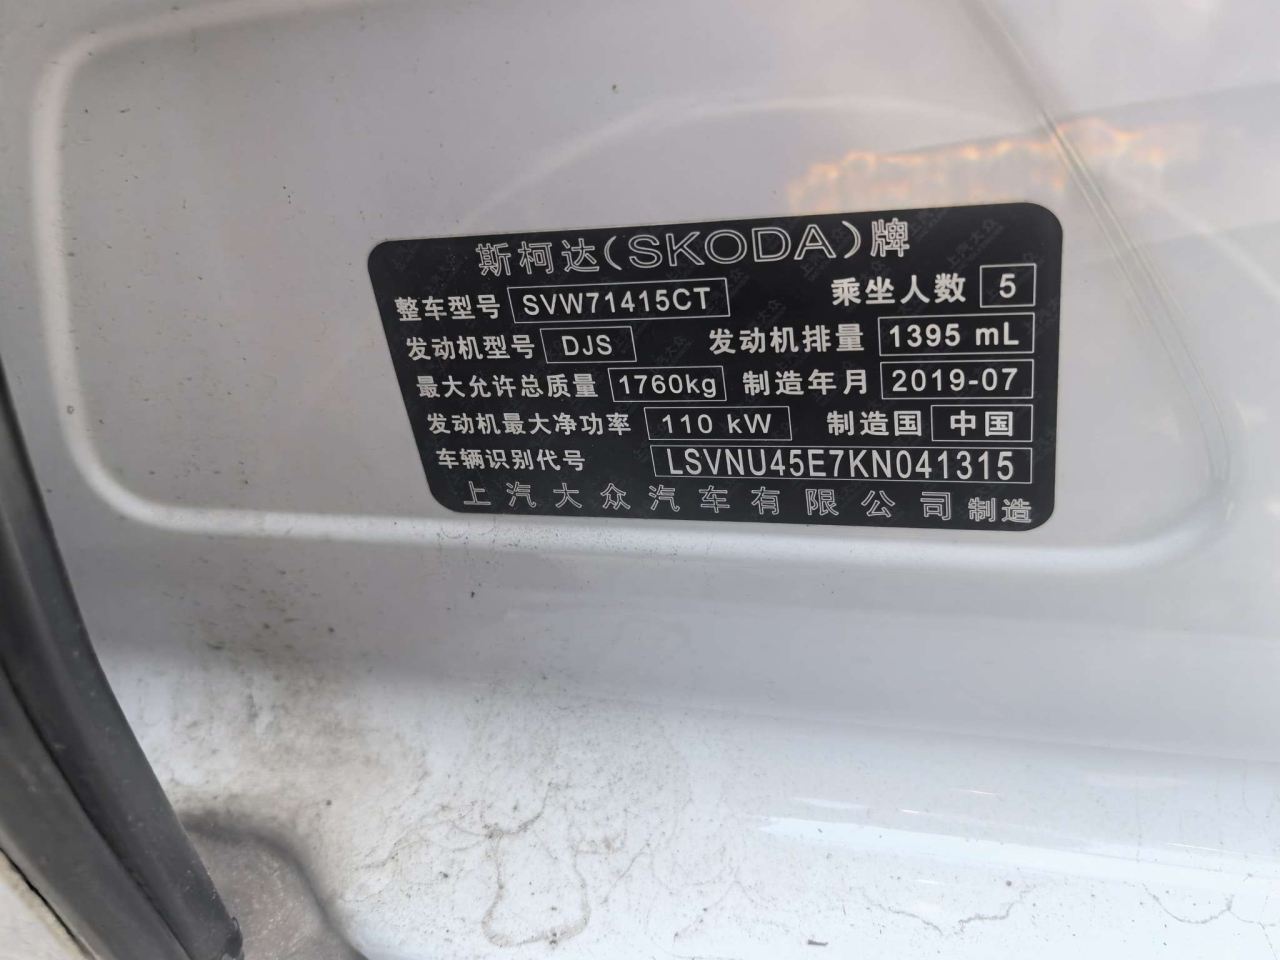 斯柯达(SKODA)牌
整车型号 SVW71415CT 乘坐人数 5
发动机型号 DJS 发动机排量 1395 mL
最大允许总质量 1760kg 制造年月 2019-07
发动机最大净功率 110 kW 制造国 中国
车辆识别代号 LSVNU45E7KN041315
上汽大众汽车有限公司 制造